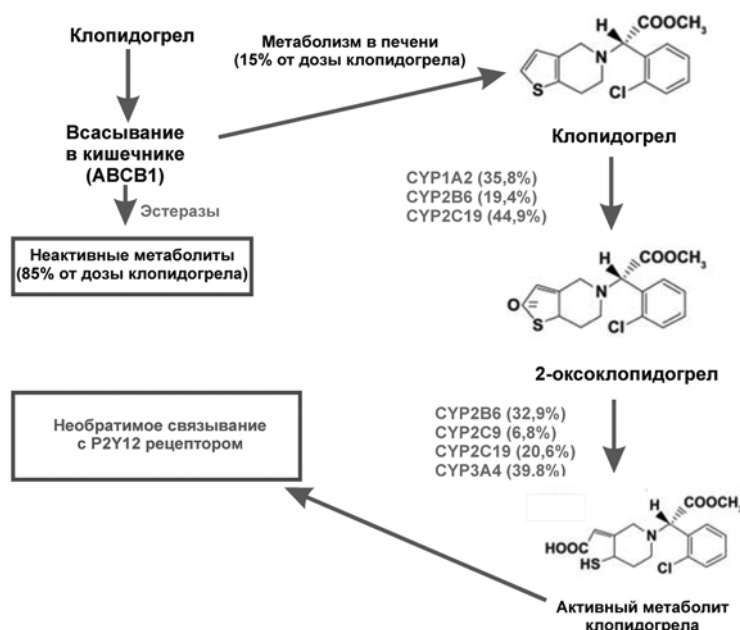 Клопидогрел
Метаболизм в печени
(15% от дозы клопидогрела)
Всасывание
в кишечнике
(ABCB1)
Эстеразы
Неактивные метаболиты
(85% от дозы клопидогрела)
H
COOCH3
N
S
Cl
Клопидогрел
CYP1A2 (35,8%)
CYP2B6 (19,4%)
CYP2C19 (44,9%)
H
COOCH3
N
O
S
Cl
2-оксоклопидогрел
CYP2B6 (32,9%)
CYP2C9 (6,8%)
CYP2C19 (20,6%)
CYP3A4 (39.8%)
Необратимое связывание
с P2Y12 рецептором
H
COOCH3
N
HOOC
HS
Cl
Активный метаболит
клопидогрела